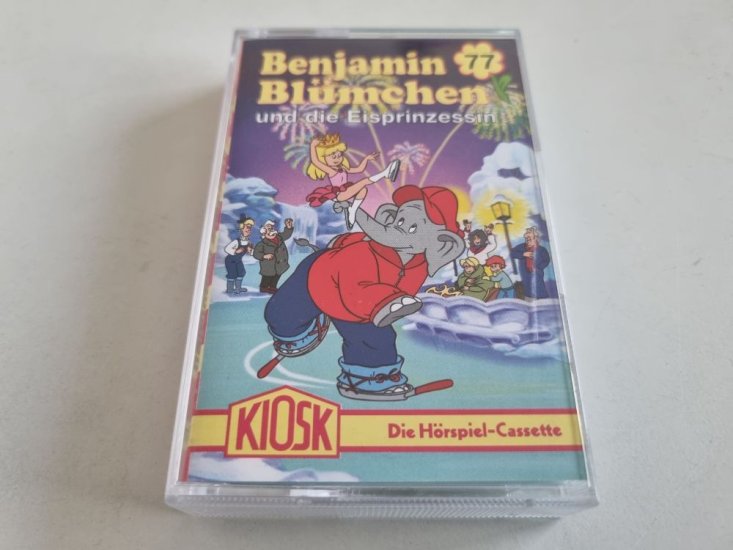 Benjamin 77
Blümchen
und die Eisprinzessin
KIOSK
Die Hörspiel-Cassette